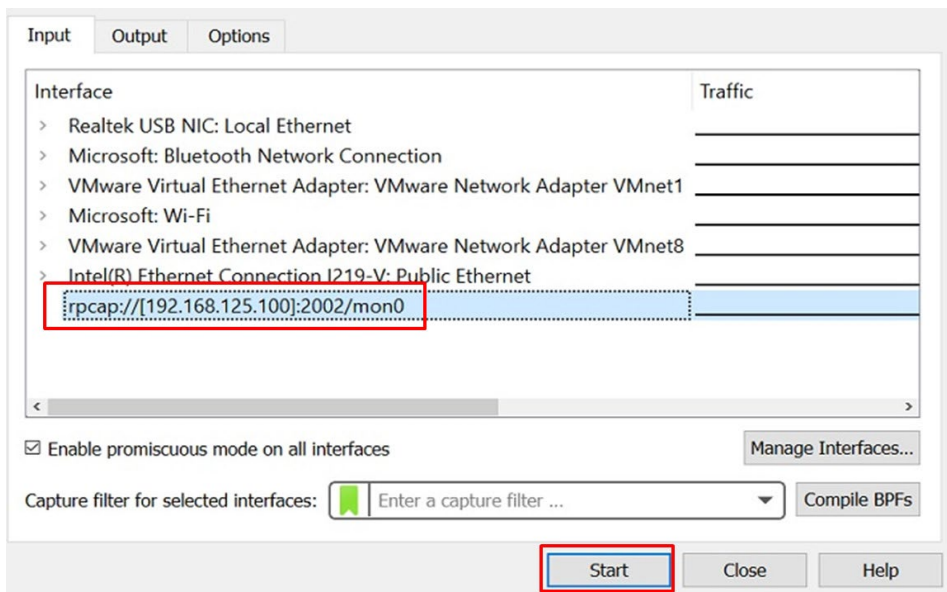 Input Output Options
Interface Traffic
Realtek USB NIC: Local Ethernet
Microsoft: Bluetooth Network Connection
VMware Virtual Ethernet Adapter: VMware Network Adapter VMnet1
Microsoft: Wi-Fi
VMware Virtual Ethernet Adapter: VMware Network Adapter VMnet8
Intel(R) Ethernet Connection I219-V: Public Ethernet
rpcap://[192.168.125.100]:2002/mon0
Enable promiscuous mode on all interfaces Manage Interfaces...
Capture filter for selected interfaces: Enter a capture filter ... Compile BPFs
Start Close Help